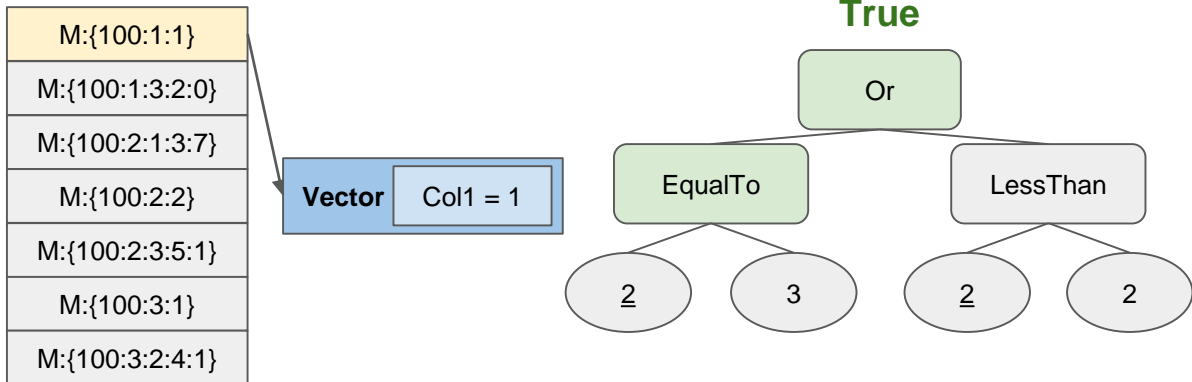 M:{100:1:1}
M:{100:1:3:2:0}
M:{100:2:1:3:7}
M:{100:2:2}
M:{100:2:3:5:1}
M:{100:3:1}
M:{100:3:2:4:1}
Vector Col1 = 1
True
Or
EqualTo LessThan
2 3 2 2